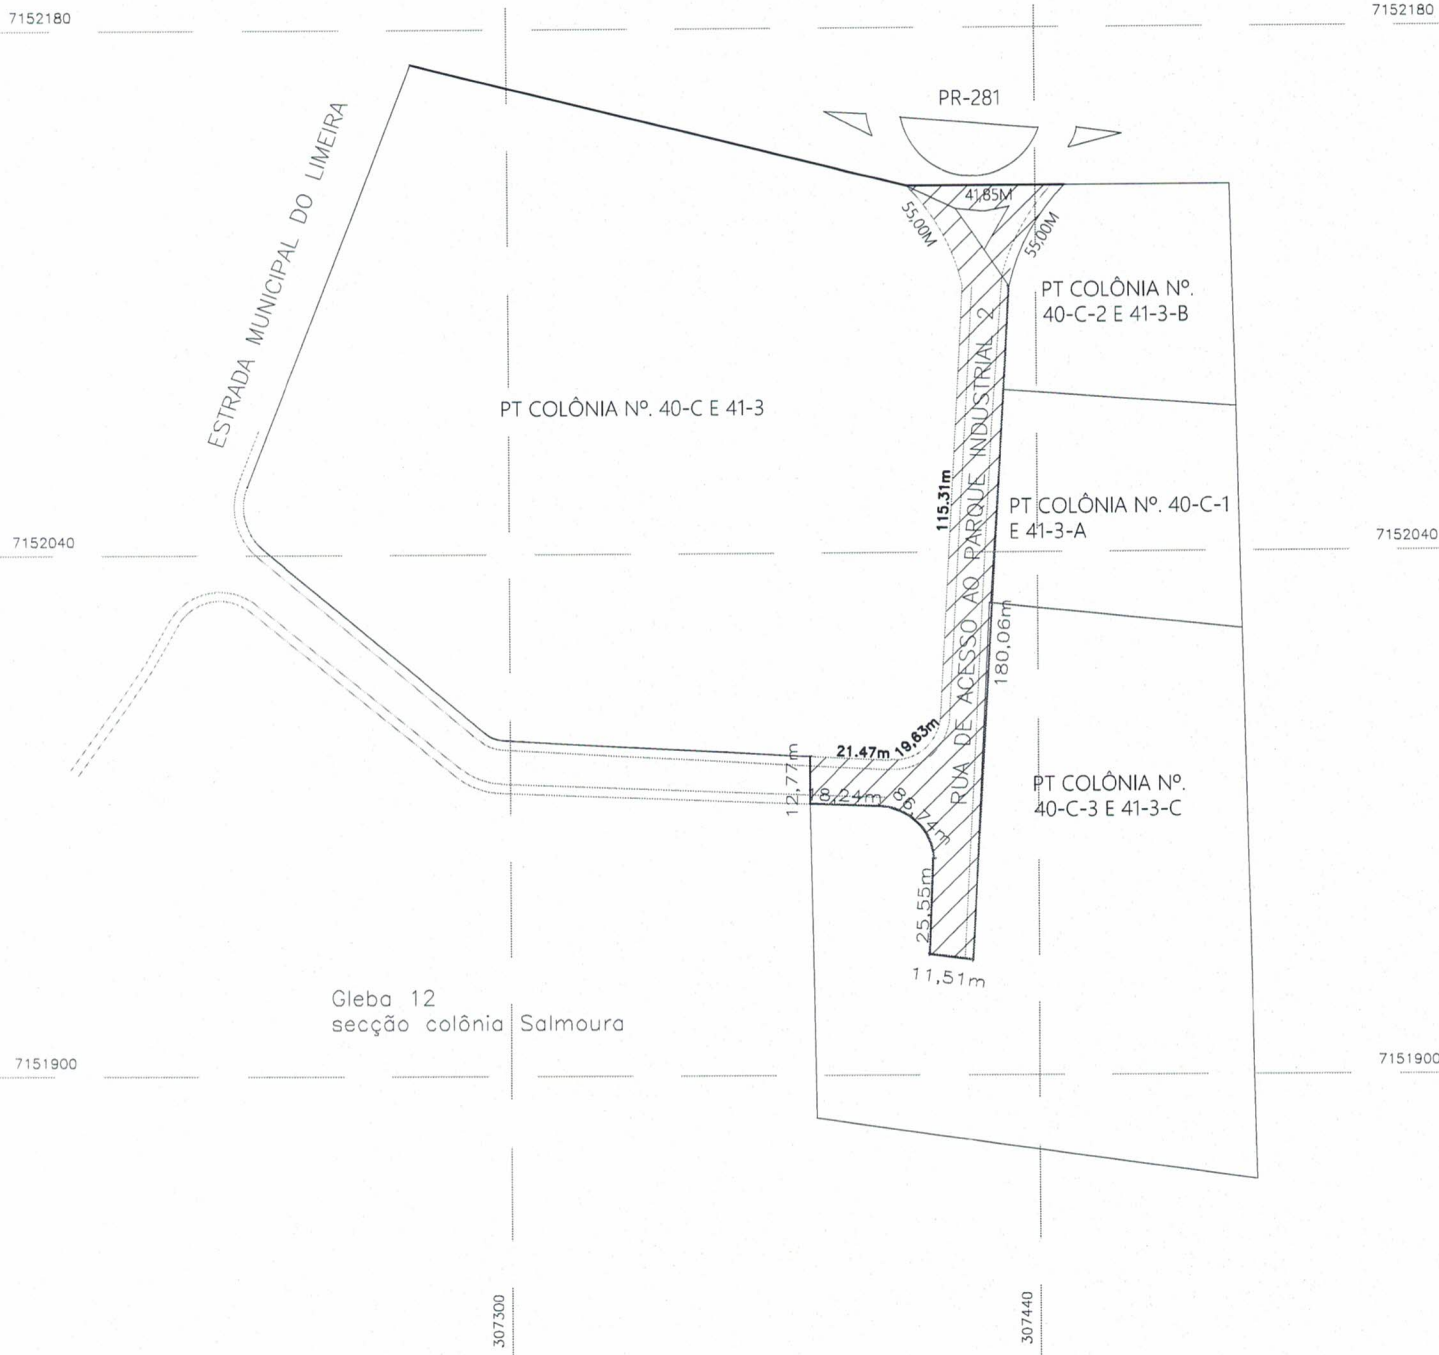 7152180
7152180
PR-281
ESTRADA MUNICIPAL DO LIMEIRA
41,85M
55,00M
55,00M
PT COLÔNIA Nº.
40-C-2 E 41-3-B
PT COLÔNIA Nº. 40-C E 41-3
RUA DE ACESSO AO PARQUE INDUSTRIAL 2
115.31m
PT COLÔNIA Nº. 40-C-1
E 41-3-A
7152040
7152040
180,06m
21.47m
19,63m
12,77m
18,24m
86,74m
PT COLÔNIA Nº.
40-C-3 E 41-3-C
25,55m
11,51m
Gleba 12
secção colônia Salmoura
7151900
7151900
307300
307440